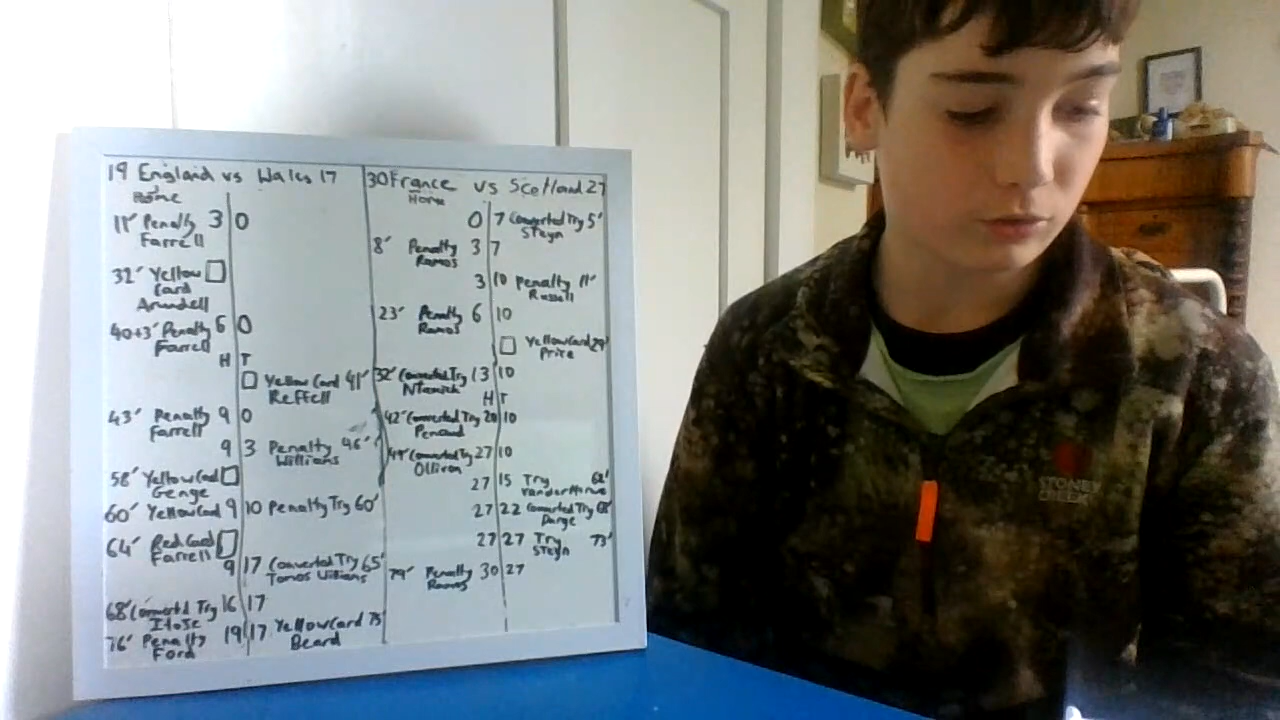 19 England vs Wales 17
Home
11' Penalty 3 0
Farrell
32' Yellow
Card
Arundell
40+3' Penalty 6 0
Farrell
H T
Yellow Card 41'
Reffell
43' Penalty 9 0
Farrell
9 3 Penalty 46'
Williams
58' Yellow Card
Genge
60' Yellow Card 9 10 Penalty Try 60'
64' Red Card
Farrell
9 17 Converted Try 65'
Tomos Williams
68' Converted Try 16 17
Itoje
76' Penalty 19 17 Yellow Card 75'
Ford Beard
30 France vs Scotland 27
Home
0 7 Converted Try 5'
Steyn
8' Penalty 3 7
Ramos
3 10 Penalty 11'
Russell
23' Penalty 6 10
Ramos
Yellow Card 29'
Price
32' Converted Try 13 10
Ntamack
H T
42' Converted Try 20 10
Penaud
49' Converted Try 27 10
Ollivon
27 15 Try 62'
Van der Merwe
27 22 Converted Try 68'
Darge
27 27 Try 73'
Steyn
79' Penalty 30 27
Ramos
STONEY
CREEK